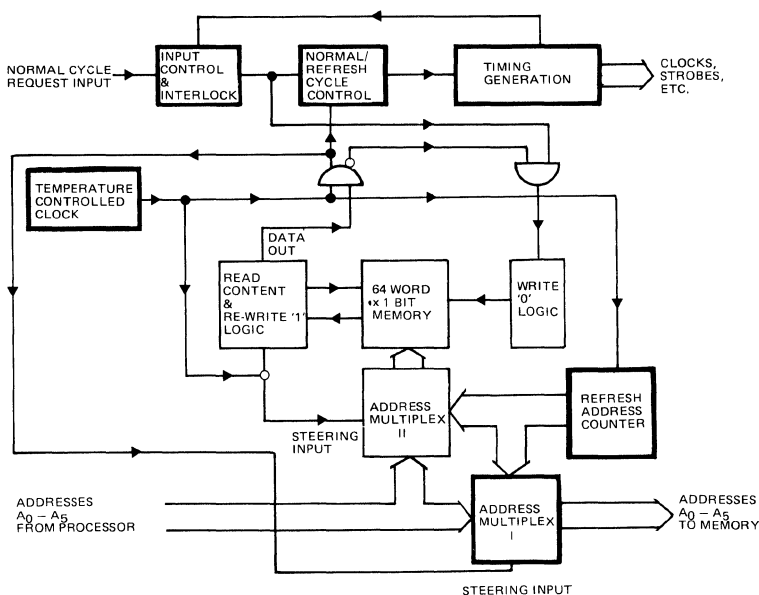 NORMAL CYCLE
REQUEST INPUT
INPUT
CONTROL
&
INTERLOCK
NORMAL/
REFRESH
CYCLE
CONTROL
TIMING
GENERATION
CLOCKS,
STROBES,
ETC.
TEMPERATURE
CONTROLLED
CLOCK
DATA
OUT
READ
CONTENT
&
RE-WRITE '1'
LOGIC
64 WORD
x 1 BIT
MEMORY
WRITE
'0'
LOGIC
STEERING
INPUT
ADDRESS
MULTIPLEX
II
REFRESH
ADDRESS
COUNTER
ADDRESSES
A0 – A5
FROM PROCESSOR
ADDRESS
MULTIPLEX
I
ADDRESSES
A0 – A5
TO MEMORY
STEERING INPUT